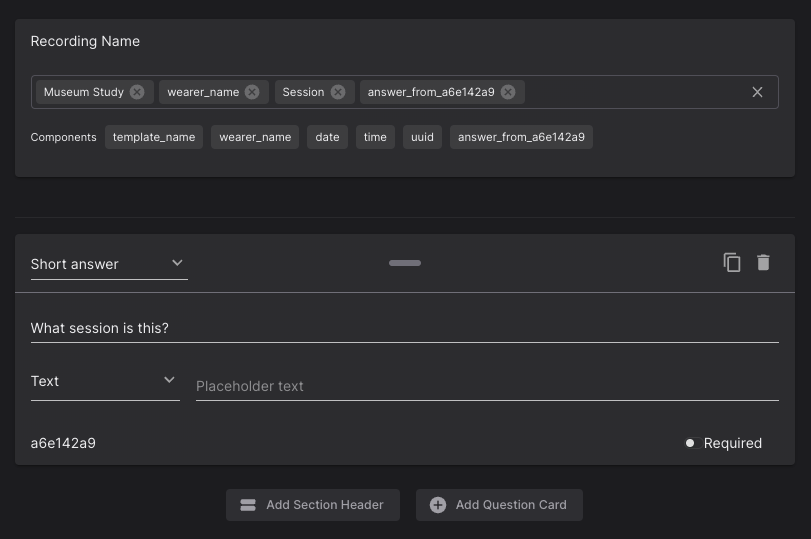 Recording Name
Museum Study wearer_name Session answer_from_a6e142a9
Components template_name wearer_name date time uuid answer_from_a6e142a9
Short answer
What session is this?
Text Placeholder text
a6e142a9 Required
Add Section Header Add Question Card